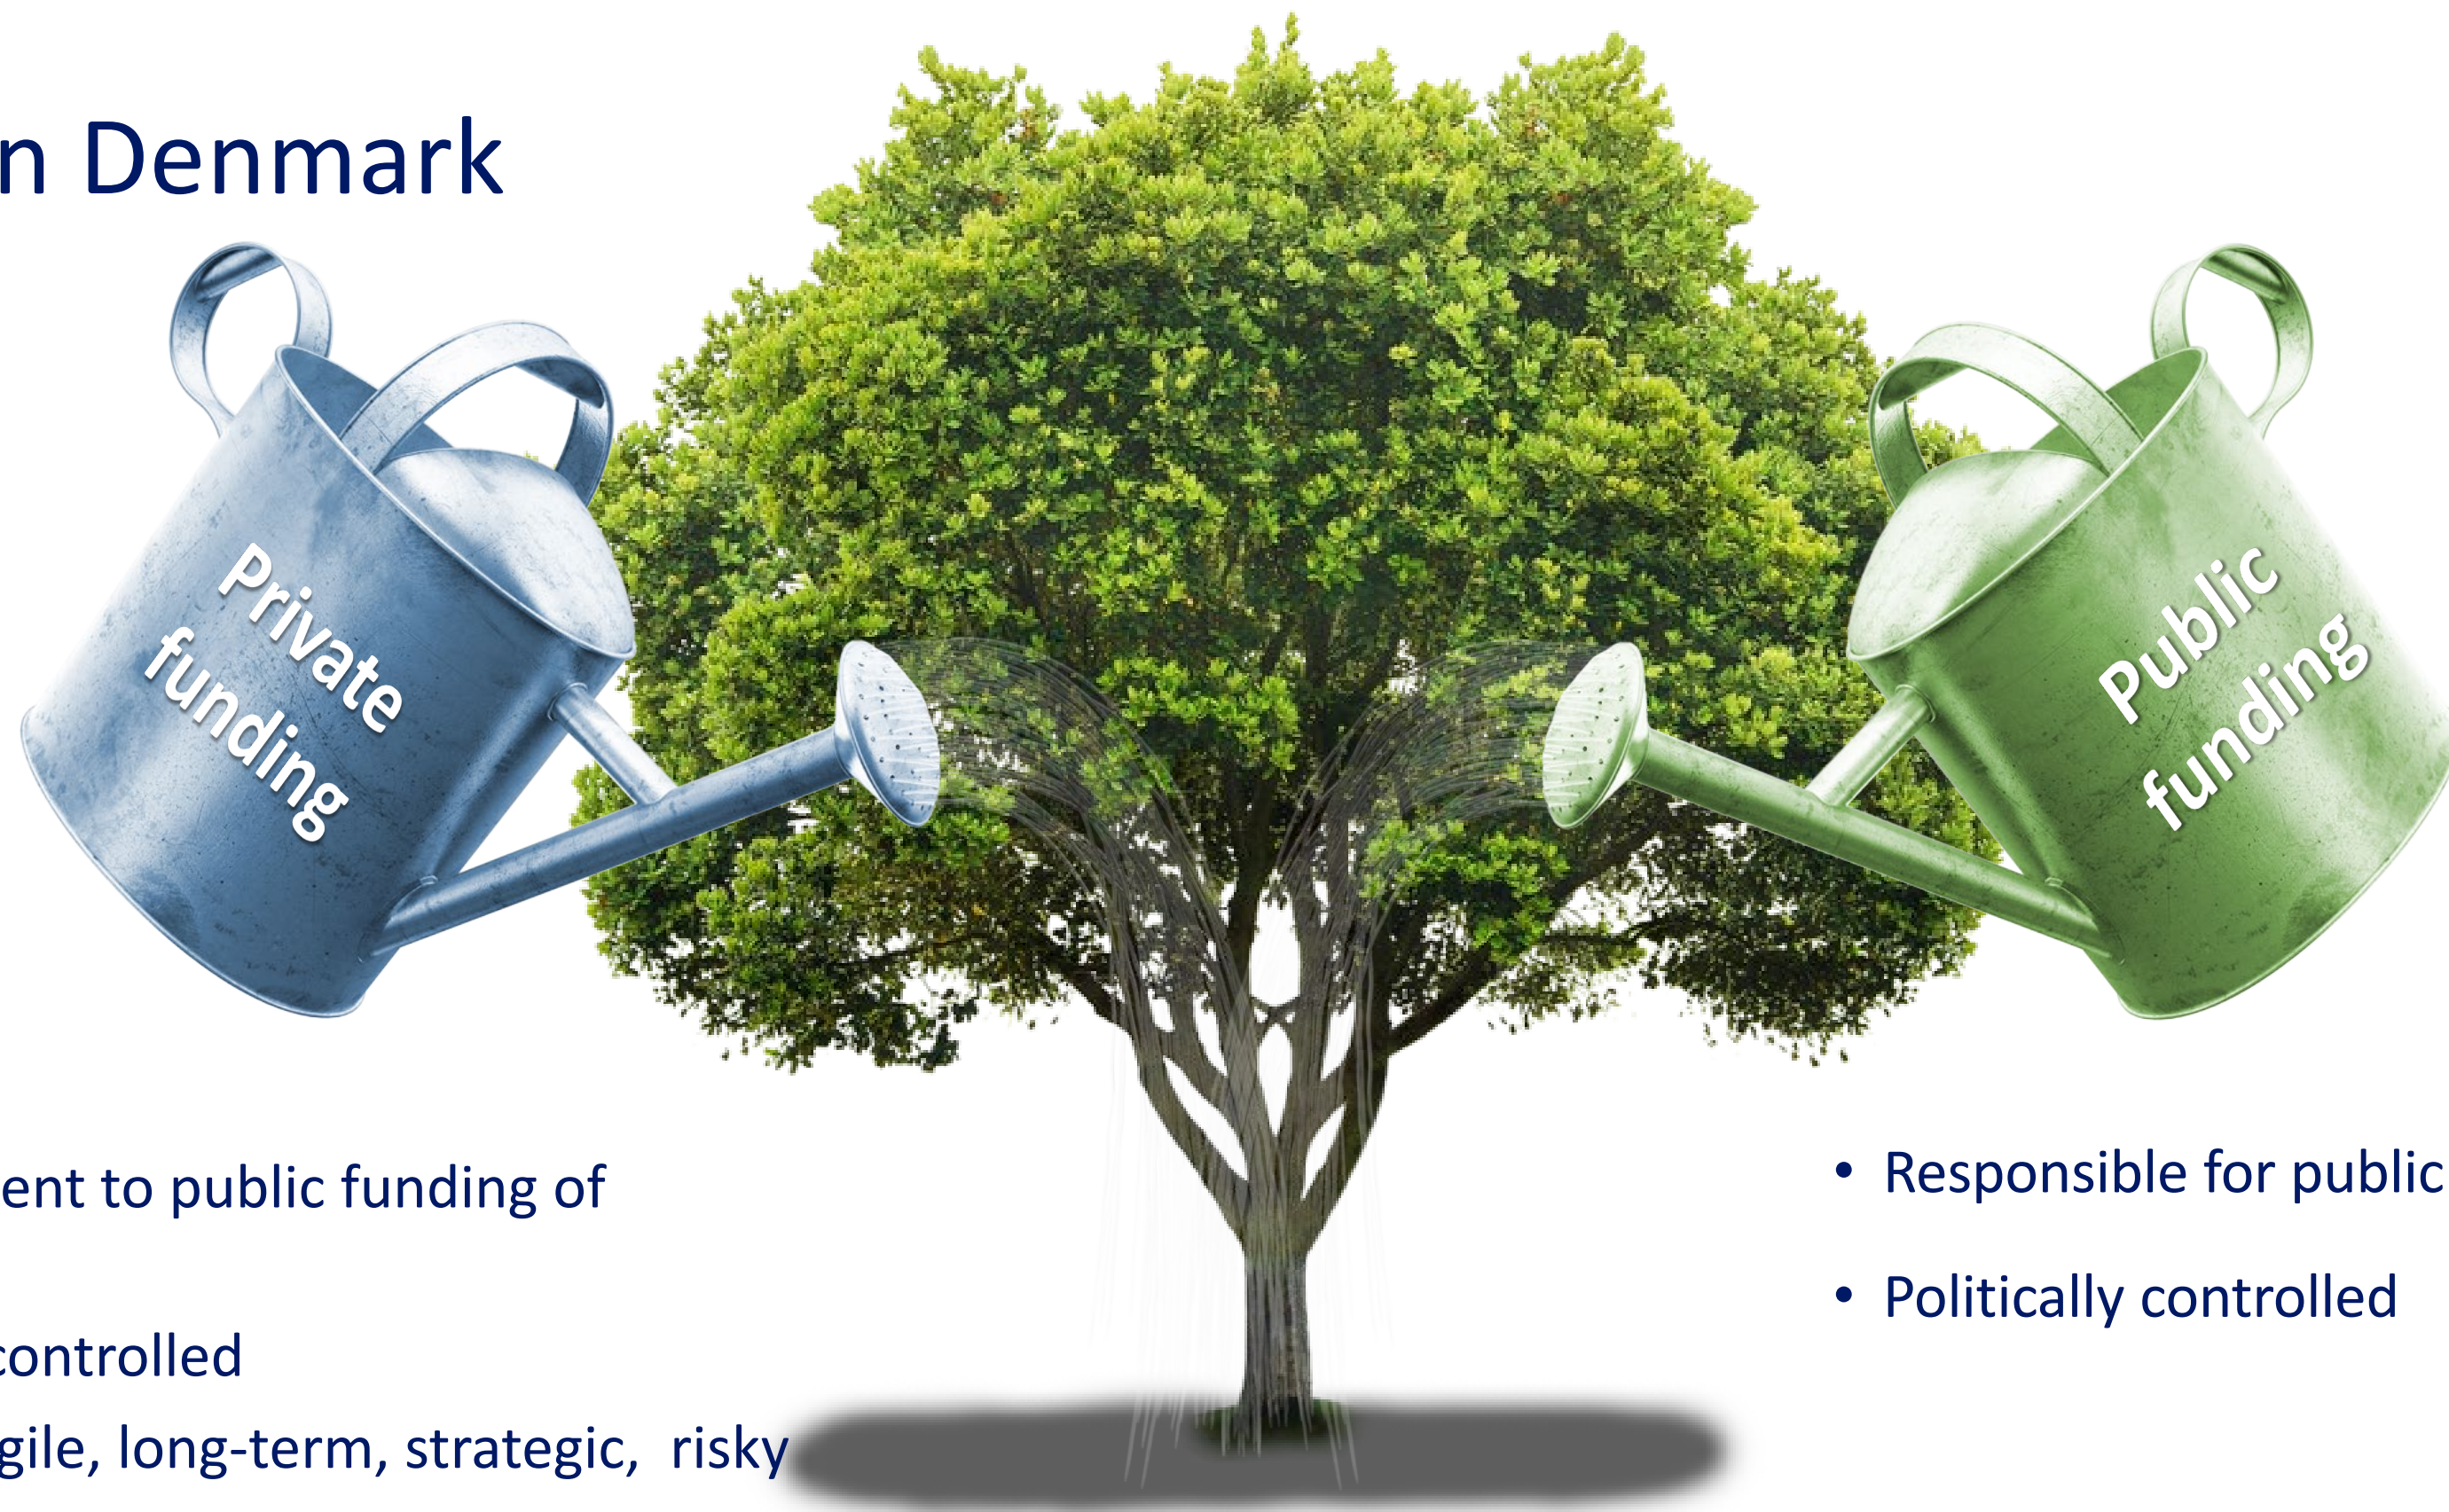 n Denmark
Private
funding
Public
funding
ent to public funding of
controlled
gile, long-term, strategic, risky
• Responsible for public
• Politically controlled